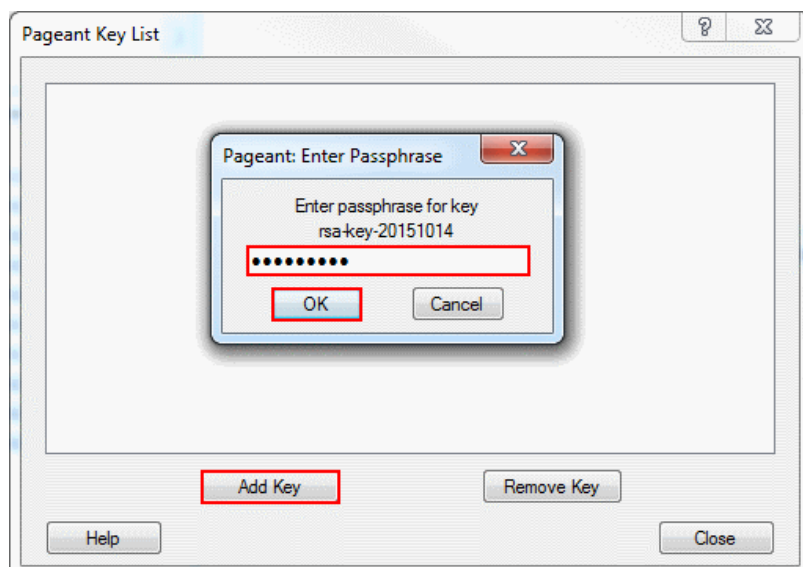 Pageant Key List
Pageant: Enter Passphrase
Enter passphrase for key
rsa-key-20151014
•••••••••
OK Cancel
Add Key Remove Key
Help Close